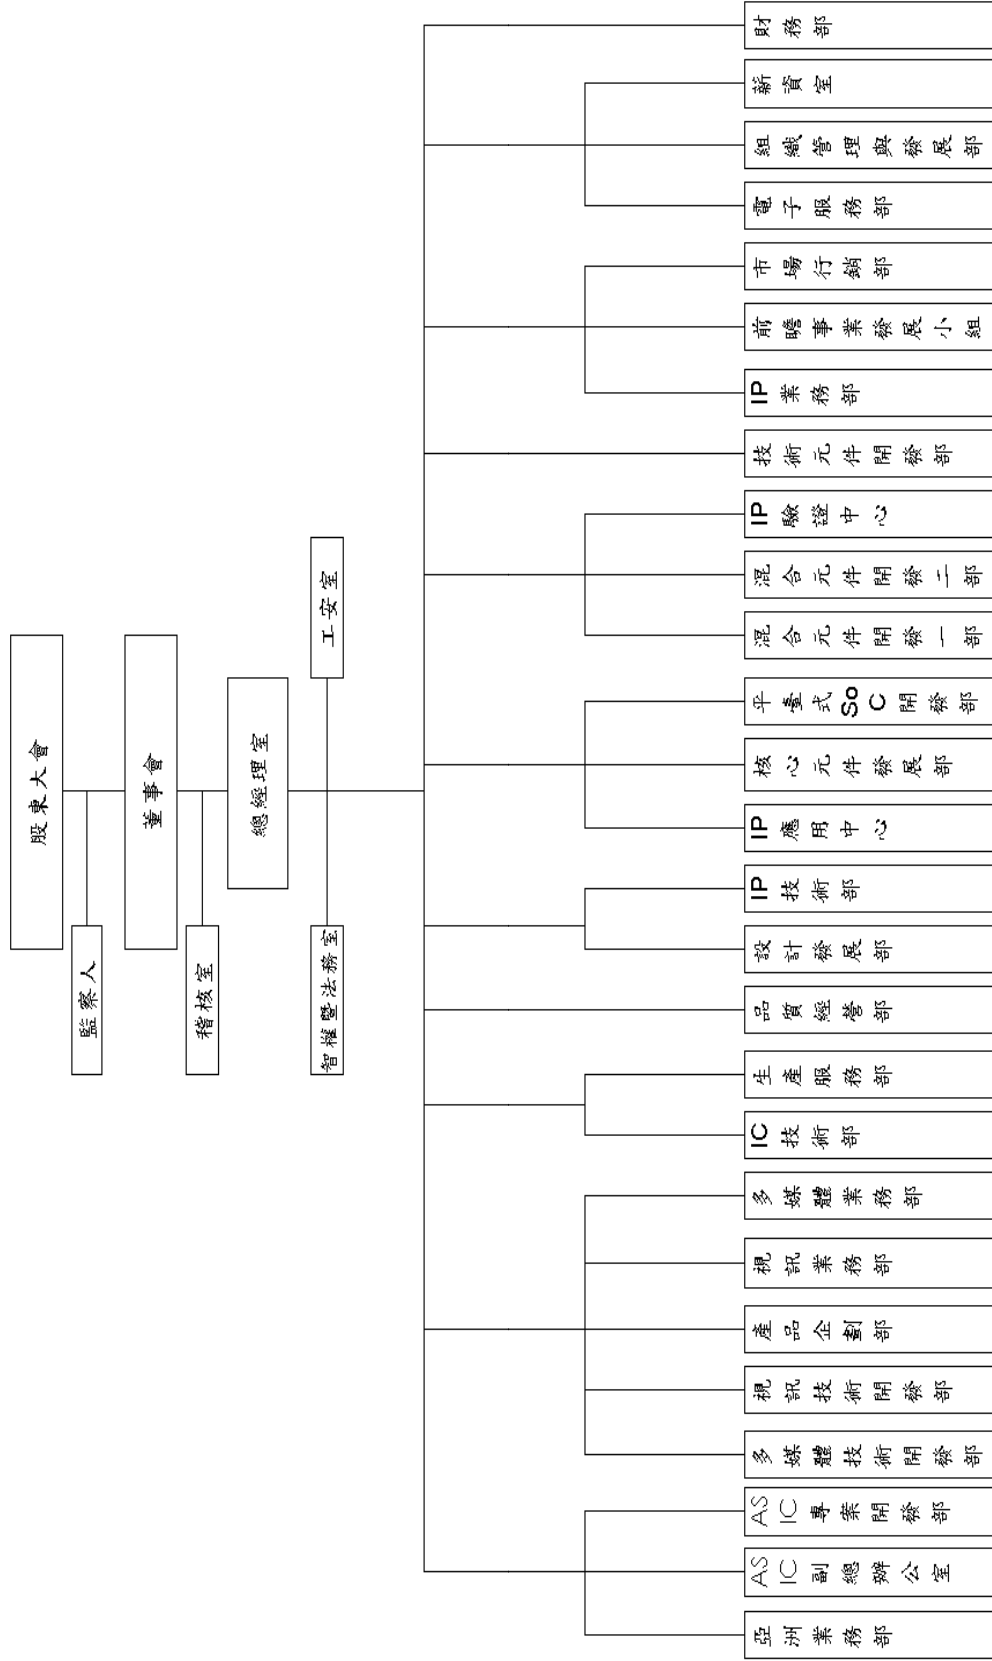 股東大會
監察人
董事會
稽核室
總經理室
智權暨法務室
工安室
亞洲業務部
ASIC副總辦公室
ASIC專案開發部
多媒體技術開發部
視訊技術開發部
產品企劃部
視訊業務部
多媒體業務部
IC技術部
生產服務部
品質經營部
設計發展部
IP技術部
IP應用中心
核心元件發展部
平臺式SoC開發部
混合元件開發一部
混合元件開發二部
IP驗證中心
技術元件開發部
IP業務部
前瞻事業發展小組
市場行銷部
電子服務部
組織管理與發展部
薪資室
財務部